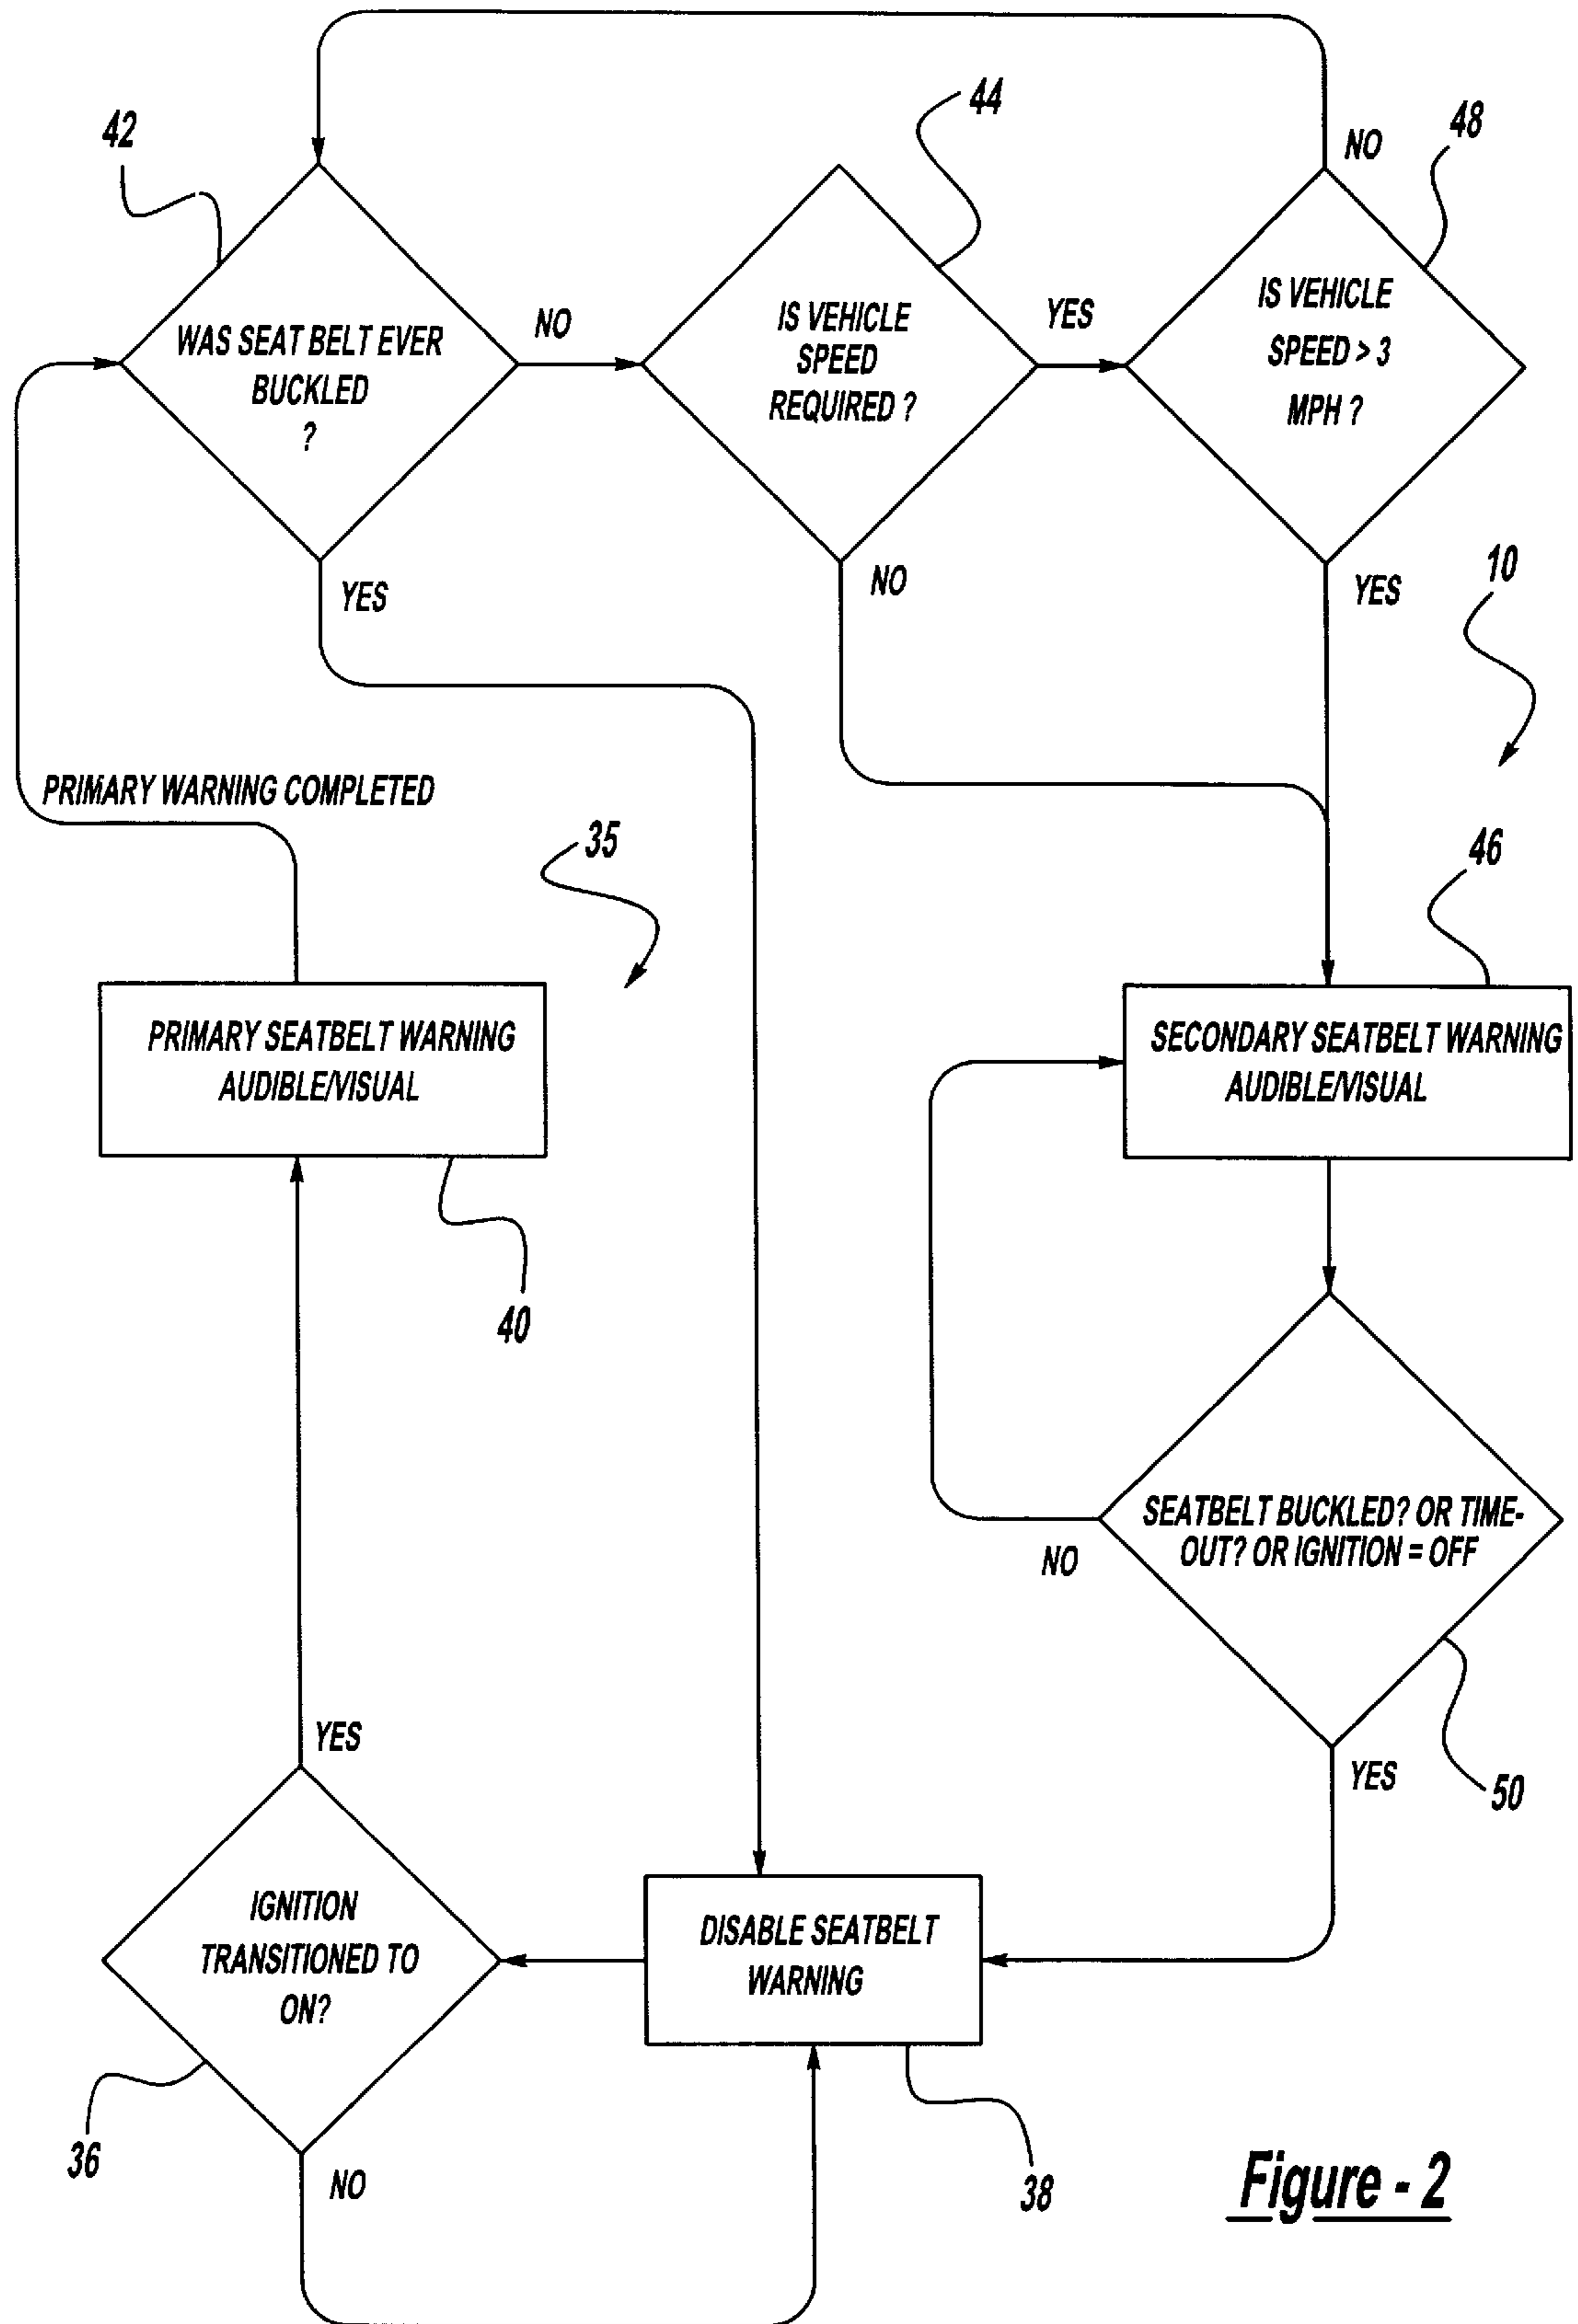 42
44
48
NO
WAS SEAT BELT EVER
BUCKLED
?
NO
IS VEHICLE
SPEED
REQUIRED ?
YES
IS VEHICLE
SPEED > 3
MPH ?
YES
NO
YES
10
PRIMARY WARNING COMPLETED
35
46
PRIMARY SEATBELT WARNING
AUDIBLE/VISUAL
SECONDARY SEATBELT WARNING
AUDIBLE/VISUAL
40
SEATBELT BUCKLED? OR TIME-
OUT? OR IGNITION = OFF
NO
YES
YES
50
IGNITION
TRANSITIONED TO
ON?
DISABLE SEATBELT
WARNING
36
NO
38
Figure - 2